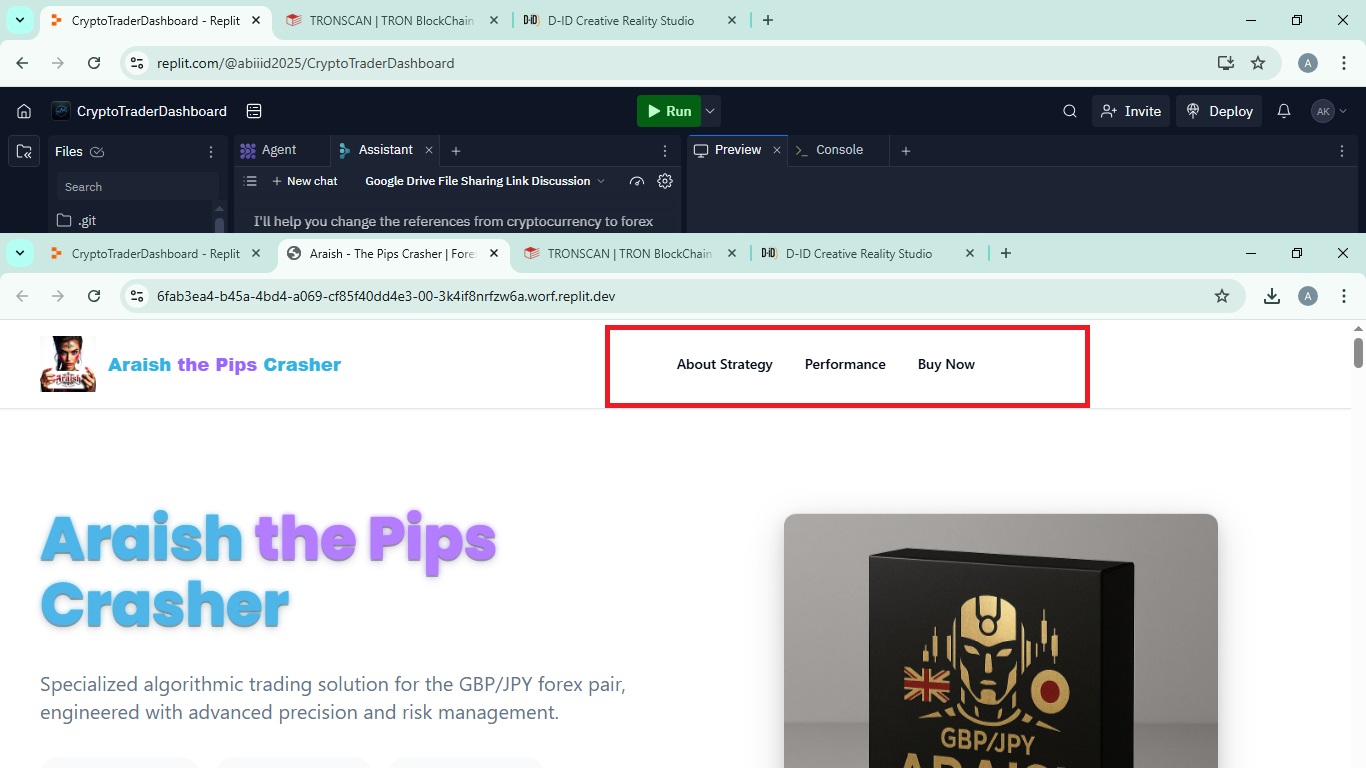 CryptoTraderDashboard - Replit
TRONSCAN | TRON BlockChain
D-ID D-ID Creative Reality Studio
replit.com/@abiiid2025/CryptoTraderDashboard
A
CryptoTraderDashboard
Run
Invite
Deploy
AK
Files
Agent
Assistant
Preview
Console
Search
New chat
Google Drive File Sharing Link Discussion
.git
I'll help you change the references from cryptocurrency to forex
CryptoTraderDashboard - Replit
Araish - The Pips Crasher | Fore
TRONSCAN | TRON BlockChain
D-ID D-ID Creative Reality Studio
6fab3ea4-b45a-4bd4-a069-cf85f40dd4e3-00-3k4if8nrfzw6a.worf.replit.dev
A
Araish the Pips Crasher
About Strategy
Performance
Buy Now
Araish the Pips
Crasher
Specialized algorithmic trading solution for the GBP/JPY forex pair,
engineered with advanced precision and risk management.
GBP/JPY
ARAISH